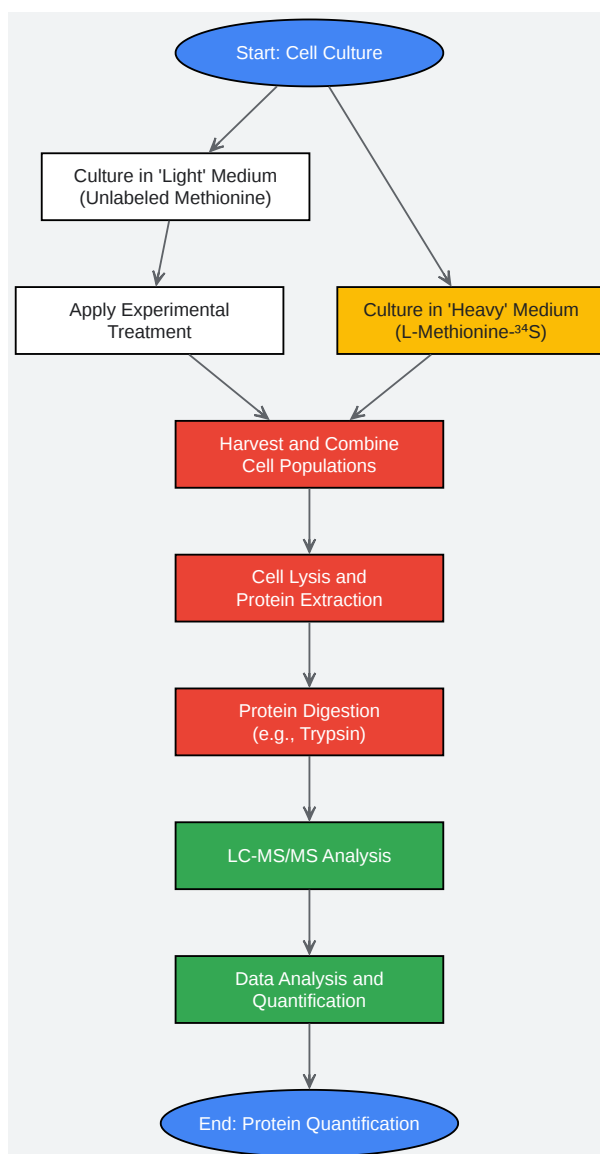 Start: Cell Culture
Culture in 'Light' Medium
(Unlabeled Methionine)
Apply Experimental
Treatment
Culture in 'Heavy' Medium
(L-Methionine-³⁴S)
Harvest and Combine
Cell Populations
Cell Lysis and
Protein Extraction
Protein Digestion
(e.g., Trypsin)
LC-MS/MS Analysis
Data Analysis and
Quantification
End: Protein Quantification